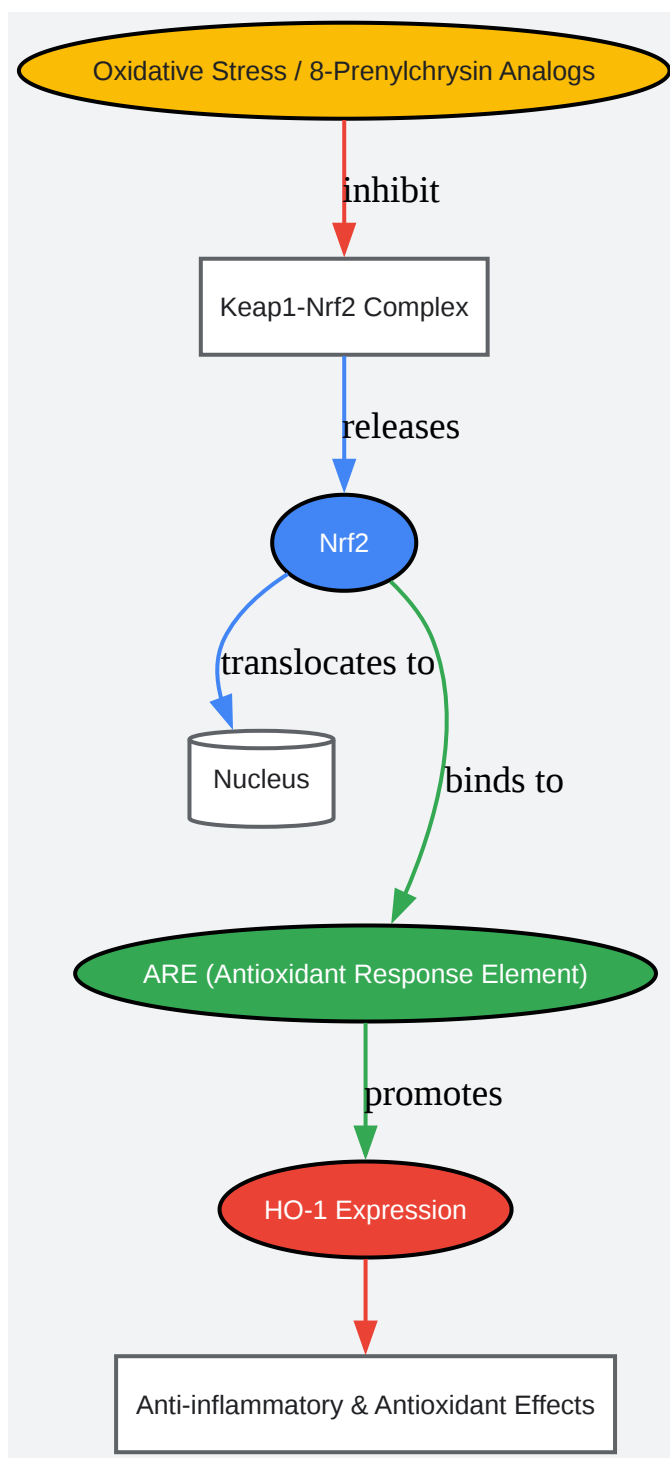 Oxidative Stress / 8-Prenylchrysin Analogs
inhibit
Keap1-Nrf2 Complex
releases
Nrf2
translocates to
Nucleus
binds to
ARE (Antioxidant Response Element)
promotes
HO-1 Expression
Anti-inflammatory & Antioxidant Effects